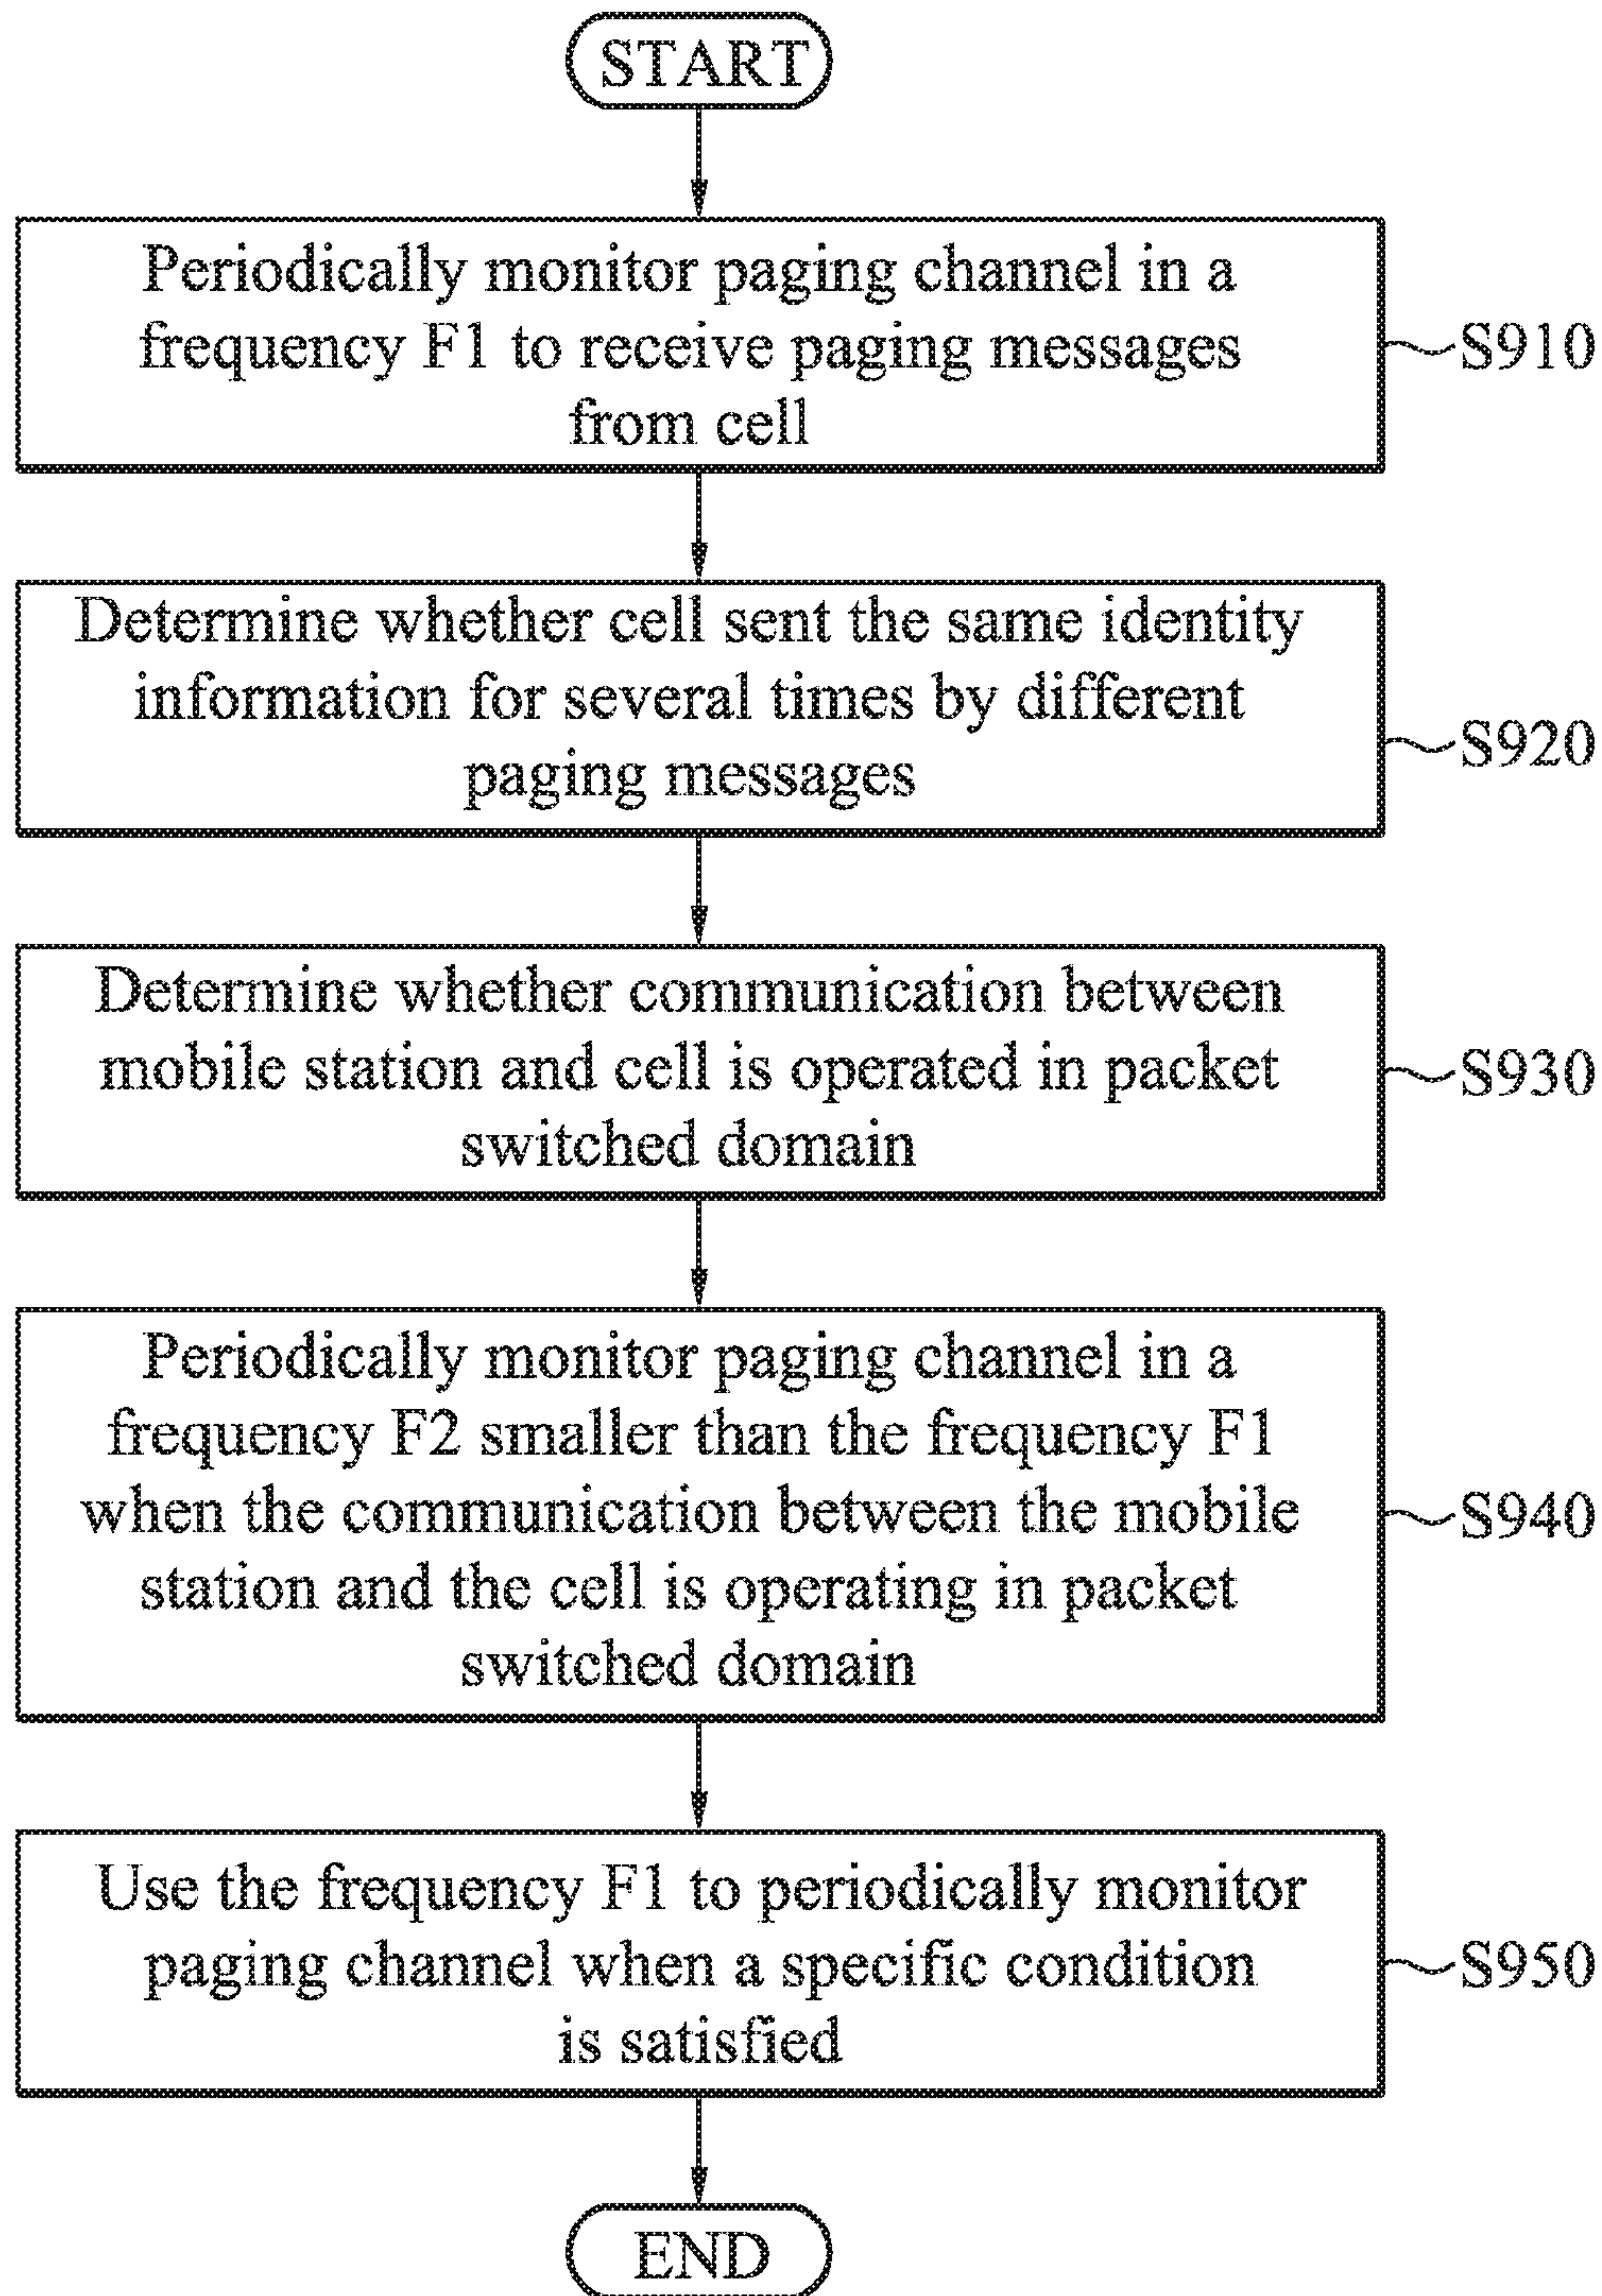 START
Periodically monitor paging channel in a
frequency F1 to receive paging messages
from cell
S910
Determine whether cell sent the same identity
information for several times by different
paging messages
S920
Determine whether communication between
mobile station and cell is operated in packet
switched domain
S930
Periodically monitor paging channel in a
frequency F2 smaller than the frequency F1
when the communication between the mobile
station and the cell is operating in packet
switched domain
S940
Use the frequency F1 to periodically monitor
paging channel when a specific condition
is satisfied
S950
END